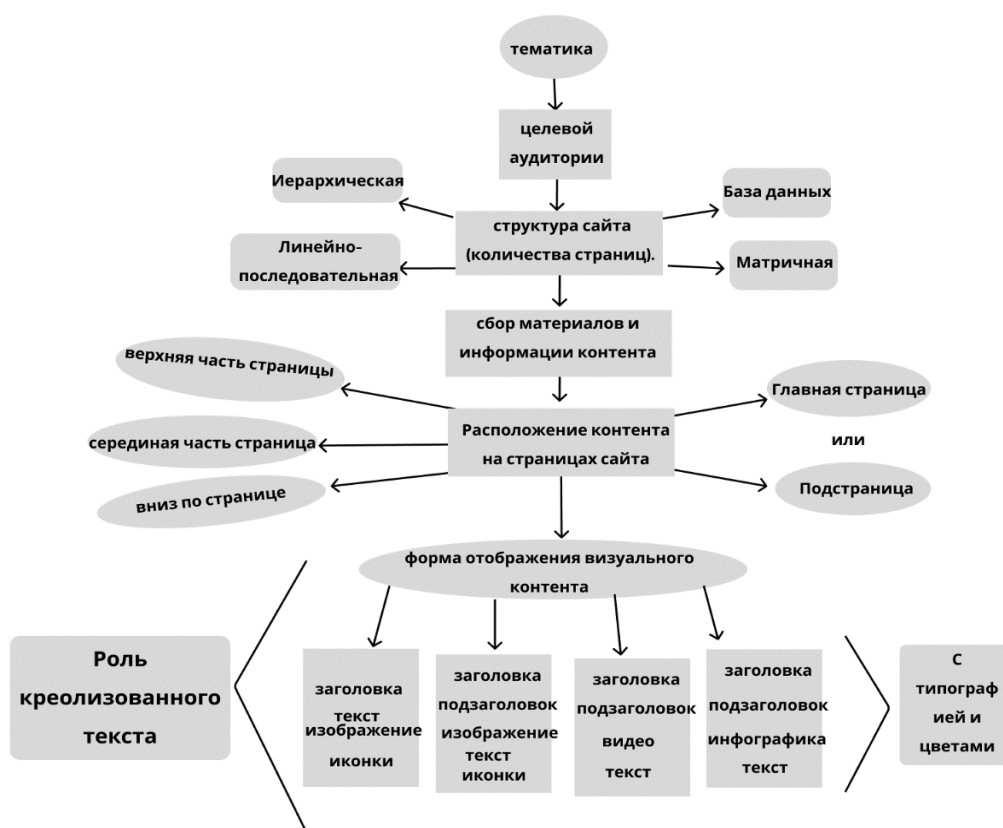 тематика
целевой
аудитории
Иерархическая
База данных
структура сайта
(количества страниц).
Линейно-
последовательная
Матричная
сбор материалов и
информации контента
верхняя часть страницы
Главная страница
Расположение контента
на страницах сайта
серединая часть страница
или
вниз по странице
Подстраница
форма отображения визуального
контента
Роль
креолизованного
текста
заголовка
текст
изображение
иконки
заголовка
подзаголовок
изображение
текст
иконки
заголовка
подзаголовок
видео
текст
заголовка
подзаголовок
инфографика
текст
С
типограф
ией и
цветами